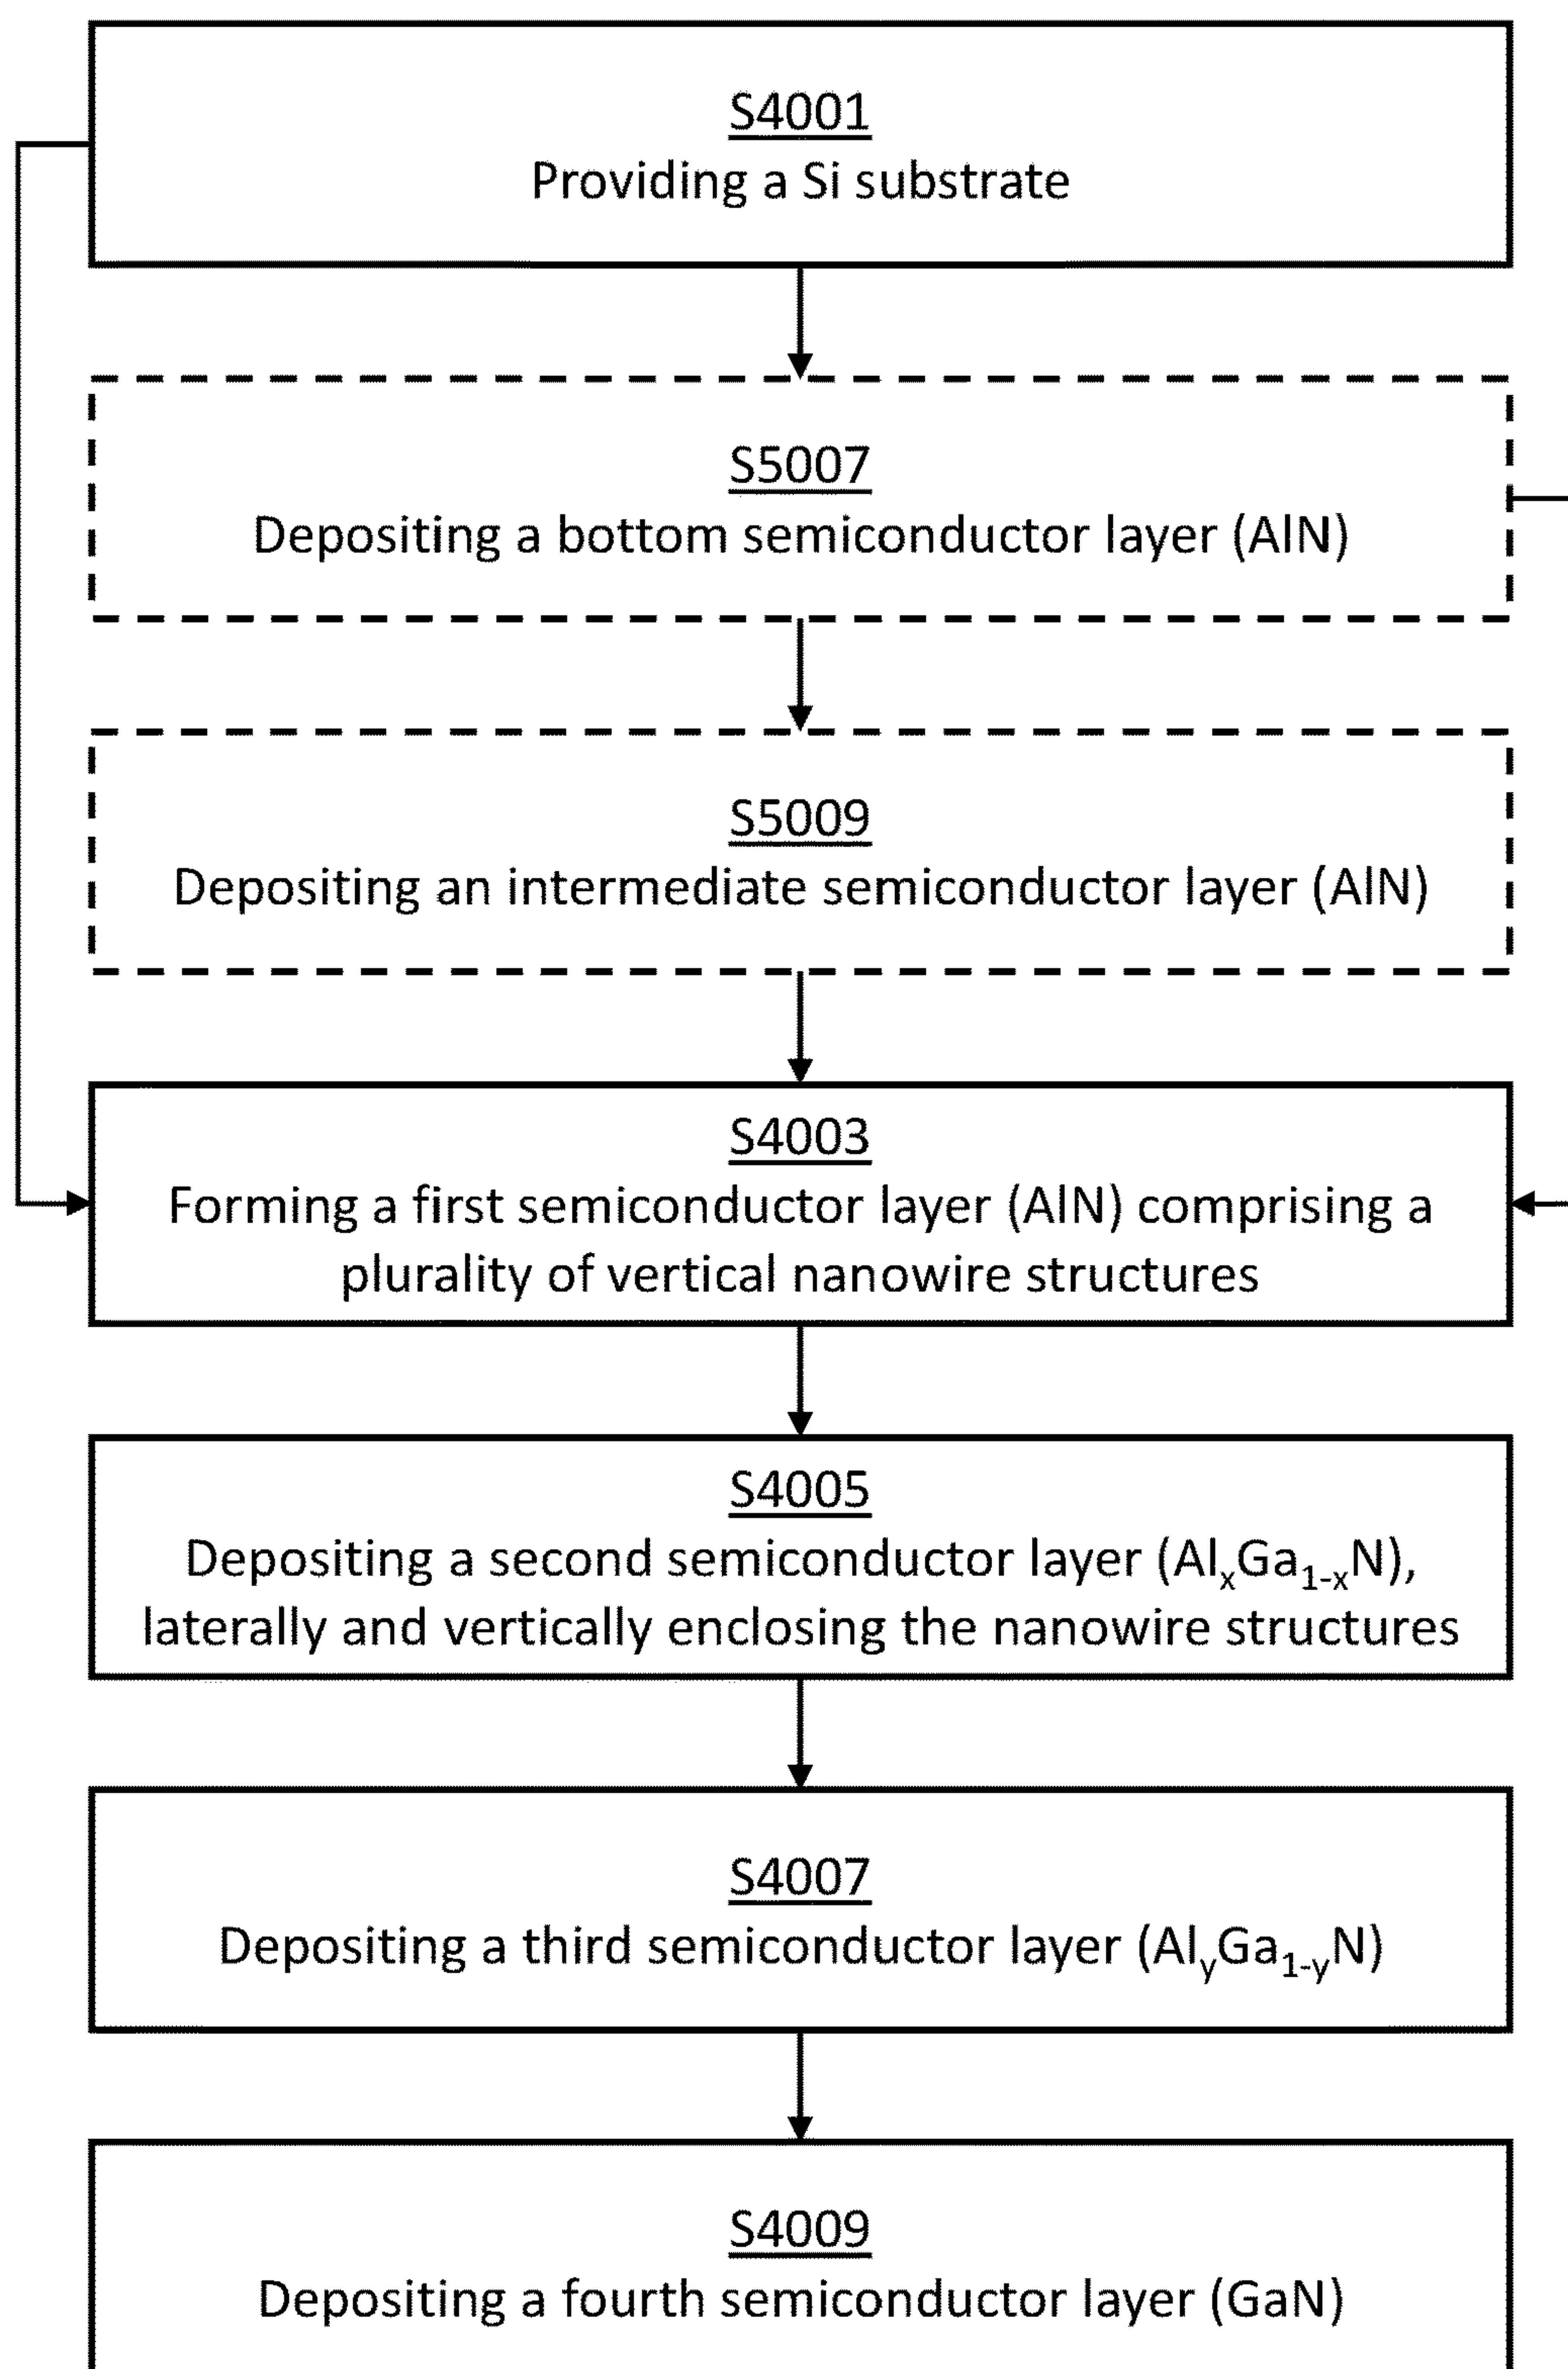 S4001
Providing a Si substrate
S5007
Depositing a bottom semiconductor layer (AlN)
S5009
Depositing an intermediate semiconductor layer (AlN)
S4003
Forming a first semiconductor layer (AlN) comprising a
plurality of vertical nanowire structures
S4005
Depositing a second semiconductor layer (AlₓGa₁₋ₓN),
laterally and vertically enclosing the nanowire structures
S4007
Depositing a third semiconductor layer (AlyGa1-yN)
S4009
Depositing a fourth semiconductor layer (GaN)